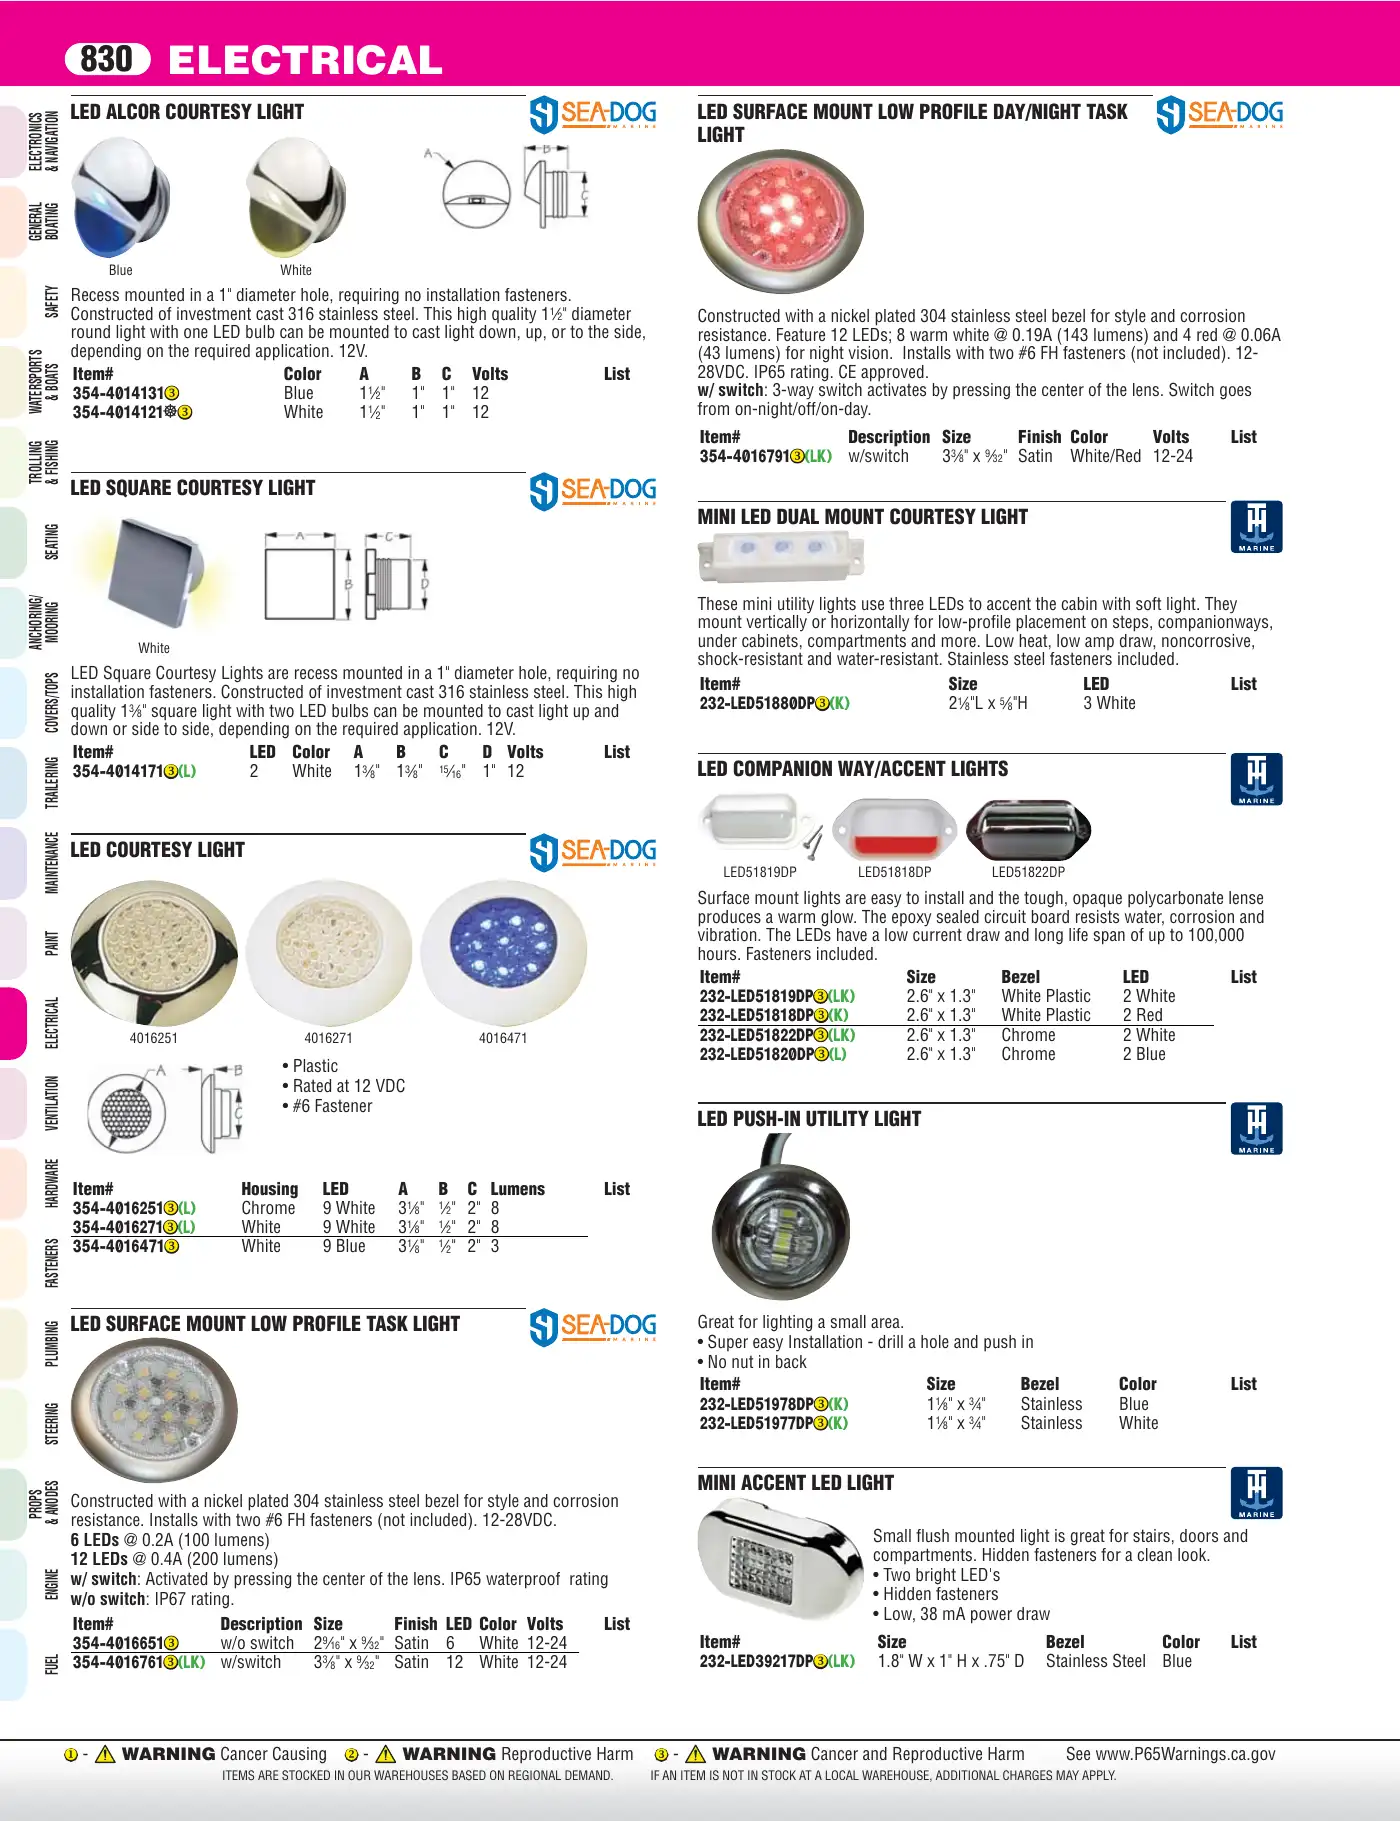 830 ELECTRICAL
ELECTRONICS
& NAVIGATION
GENERAL
BOATING
SAFETY
WATERSPORTS
& BOATS
TROLLING
& FISHING
SEATING
ANCHORING/
MOORING
COVERS/TOPS
TRAILERING
MAINTENANCE
PAINT
ELECTRICAL
VENTILATION
HARDWARE
FASTENERS
PLUMBING
STEERING
PROPS
& ANODES
ENGINE
FUEL
LED ALCOR COURTESY LIGHT
SEA-DOG
MARINE
A B C
Blue White
Recess mounted in a 1" diameter hole, requiring no installation fasteners.
Constructed of investment cast 316 stainless steel. This high quality 1½" diameter
round light with one LED bulb can be mounted to cast light down, up, or to the side,
depending on the required application. 12V.
Item# Color A B C Volts List
354-4014131③ Blue 1½" 1" 1" 12
354-4014121☸③ White 1½" 1" 1" 12
LED SQUARE COURTESY LIGHT
SEA-DOG
MARINE
A B C D
White
LED Square Courtesy Lights are recess mounted in a 1" diameter hole, requiring no
installation fasteners. Constructed of investment cast 316 stainless steel. This high
quality 1⅜" square light with two LED bulbs can be mounted to cast light up and
down or side to side, depending on the required application. 12V.
Item# LED Color A B C D Volts List
354-4014171③(L) 2 White 1⅜" 1⅜" 15⁄16" 1" 12
LED COURTESY LIGHT
SEA-DOG
MARINE
4016251 4016271 4016471
A B C
• Plastic
• Rated at 12 VDC
• #6 Fastener
Item# Housing LED A B C Lumens List
354-4016251③(L) Chrome 9 White 3⅛" ½" 2" 8
354-4016271③(L) White 9 White 3⅛" ½" 2" 8
354-4016471③ White 9 Blue 3⅛" ½" 2" 3
LED SURFACE MOUNT LOW PROFILE TASK LIGHT
SEA-DOG
MARINE
Constructed with a nickel plated 304 stainless steel bezel for style and corrosion
resistance. Installs with two #6 FH fasteners (not included). 12-28VDC.
6 LEDs @ 0.2A (100 lumens)
12 LEDs @ 0.4A (200 lumens)
w/ switch: Activated by pressing the center of the lens. IP65 waterproof rating
w/o switch: IP67 rating.
Item# Description Size Finish LED Color Volts List
354-4016651③ w/o switch 29⁄16" x 9⁄32" Satin 6 White 12-24
354-4016761③(LK) w/switch 3⅜" x 9⁄32" Satin 12 White 12-24
LED SURFACE MOUNT LOW PROFILE DAY/NIGHT TASK
LIGHT
SEA-DOG
MARINE
Constructed with a nickel plated 304 stainless steel bezel for style and corrosion
resistance. Feature 12 LEDs; 8 warm white @ 0.19A (143 lumens) and 4 red @ 0.06A
(43 lumens) for night vision. Installs with two #6 FH fasteners (not included). 12-
28VDC. IP65 rating. CE approved.
w/ switch: 3-way switch activates by pressing the center of the lens. Switch goes
from on-night/off/on-day.
Item# Description Size Finish Color Volts List
354-4016791③(LK) w/switch 3⅜" x 9⁄32" Satin White/Red 12-24
MINI LED DUAL MOUNT COURTESY LIGHT
TH
MARINE
These mini utility lights use three LEDs to accent the cabin with soft light. They
mount vertically or horizontally for low-profile placement on steps, companionways,
under cabinets, compartments and more. Low heat, low amp draw, noncorrosive,
shock-resistant and water-resistant. Stainless steel fasteners included.
Item# Size LED List
232-LED51880DP③(K) 2⅛"L x ⅝"H 3 White
LED COMPANION WAY/ACCENT LIGHTS
TH
MARINE
LED51819DP LED51818DP LED51822DP
Surface mount lights are easy to install and the tough, opaque polycarbonate lense
produces a warm glow. The epoxy sealed circuit board resists water, corrosion and
vibration. The LEDs have a low current draw and long life span of up to 100,000
hours. Fasteners included.
Item# Size Bezel LED List
232-LED51819DP③(LK) 2.6" x 1.3" White Plastic 2 White
232-LED51818DP③(K) 2.6" x 1.3" White Plastic 2 Red
232-LED51822DP③(LK) 2.6" x 1.3" Chrome 2 White
232-LED51820DP③(L) 2.6" x 1.3" Chrome 2 Blue
LED PUSH-IN UTILITY LIGHT
TH
MARINE
Great for lighting a small area.
• Super easy Installation - drill a hole and push in
• No nut in back
Item# Size Bezel Color List
232-LED51978DP③(K) 1⅛" x ¾" Stainless Blue
232-LED51977DP③(K) 1⅛" x ¾" Stainless White
MINI ACCENT LED LIGHT
TH
MARINE
Small flush mounted light is great for stairs, doors and
compartments. Hidden fasteners for a clean look.
• Two bright LED's
• Hidden fasteners
• Low, 38 mA power draw
Item# Size Bezel Color List
232-LED39217DP③(LK) 1.8" W x 1" H x .75" D Stainless Steel Blue
① - ⚠ WARNING Cancer Causing ② - ⚠ WARNING Reproductive Harm ③ - ⚠ WARNING Cancer and Reproductive Harm See www.P65Warnings.ca.gov
ITEMS ARE STOCKED IN OUR WAREHOUSES BASED ON REGIONAL DEMAND. IF AN ITEM IS NOT IN STOCK AT A LOCAL WAREHOUSE, ADDITIONAL CHARGES MAY APPLY.